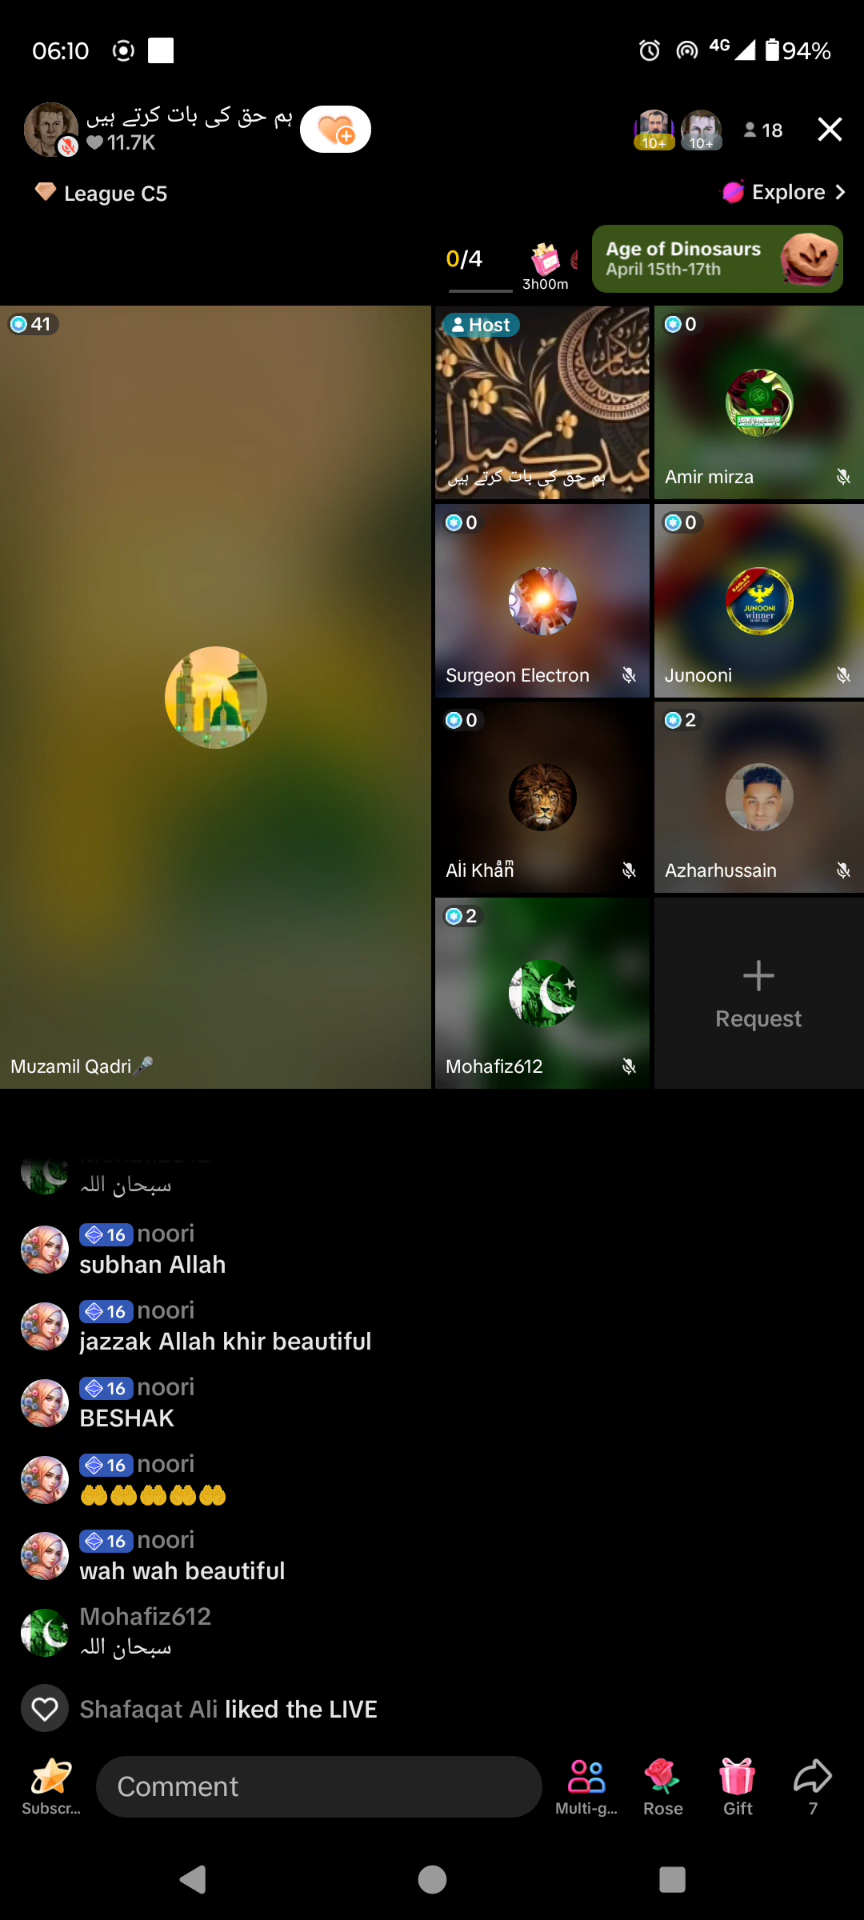 06:10
4G 94%
ہم حق کی بات کرتے ہیں
11.7K
10+
10+
18
League C5
Explore
0/4
3h00m
Age of Dinosaurs
April 15th-17th
41
Host
ہم حق کی بات کرتے ہیں
0
Amir mirza
0
Surgeon Electron
0
JUNOONI
winner
Junooni
0
Ali Khan
2
Azharhussain
2
Mohafiz612
Request
Muzamil Qadri
سبحان اللہ
16 noori
subhan Allah
16 noori
jazzak Allah khir beautiful
16 noori
BESHAK
16 noori
🤲🤲🤲🤲🤲
16 noori
wah wah beautiful
Mohafiz612
سبحان اللہ
Shafaqat Ali liked the LIVE
Comment
Subscr...
Multi-g...
Rose
Gift
7